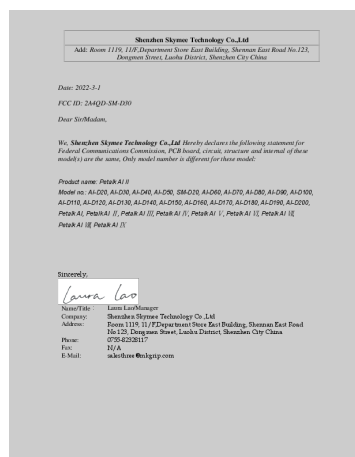 Shenzhen Skymee Technology Co.,Ltd
Add: Room 1119, 11/F,Department Store East Building, Shennan East Road No.123,
Dongmen Street, Luohu District, Shenzhen City China
Date: 2022-3-1
FCC ID: 2A4QD-SM-D30
Dear Sir/Madam,
We, Shenzhen Skymee Technology Co.,Ltd Hereby declares the following statement for
Federal Communications Commission, PCB board, circuit, structure and internal of these
model(s) are the same, Only model number is different for these model:
Product name: Petalk AI II
Model no.: AI-D20, AI-D30, AI-D40, AI-D50, SM-D20, AI-D60, AI-D70, AI-D80, AI-D90, AI-D100,
AI-D110, AI-D120, AI-D130, AI-D140, AI-D150, AI-D160, AI-D170, AI-D180, AI-D190, AI-D200,
Petalk AI, Petalk AI Ⅱ, Petalk AI Ⅲ, Petalk AI Ⅳ, Petalk AI Ⅴ, Petalk AI Ⅵ, Petalk AI Ⅶ,
Petalk AI Ⅷ, Petalk AI Ⅸ
Sincerely,
Laura Lao
Name/Title : Laura Lao/Manager
Company: Shenzhen Skymee Technology Co.,Ltd
Address: Room 1119, 11/F,Department Store East Building, Shennan East Road
No.123, Dongmen Street, Luohu District, Shenzhen City China
Phone: 0755-82328117
Fax: N/A
E-Mail: salesthree@mkgrip.com